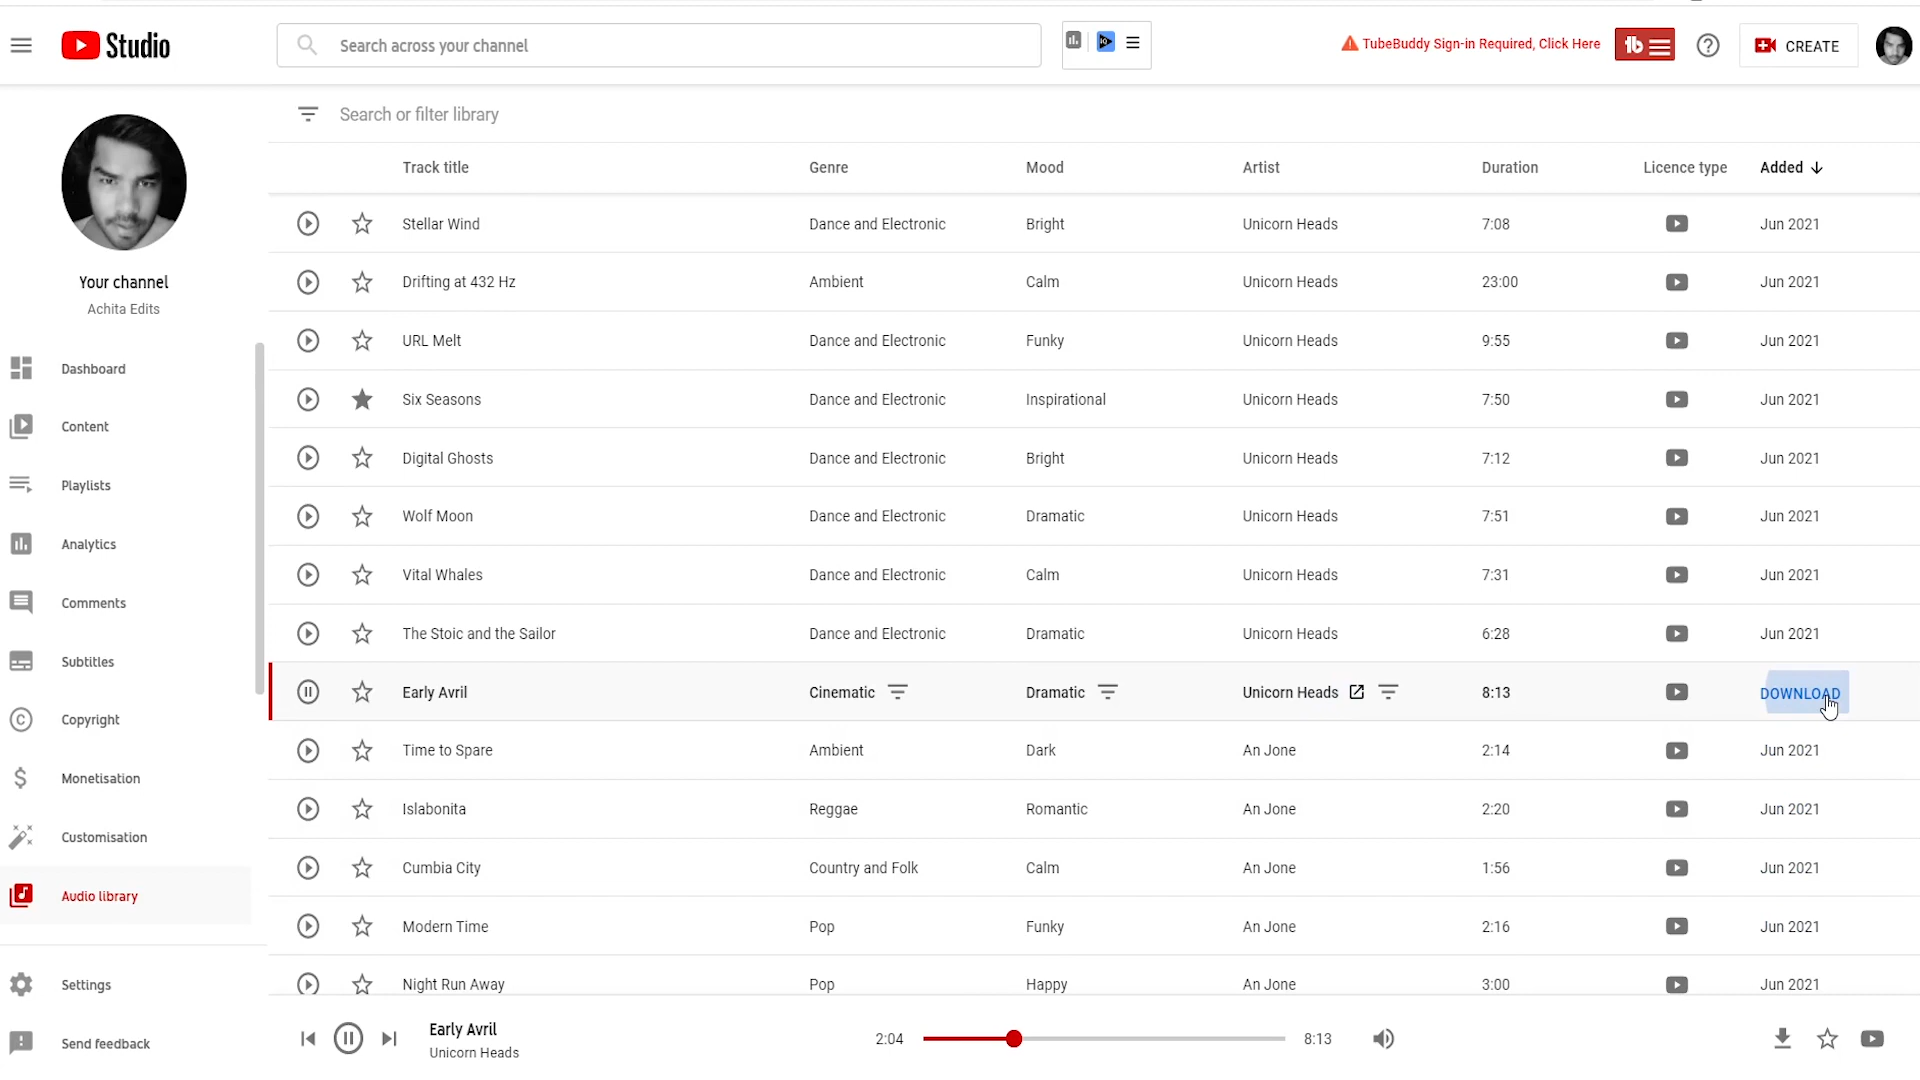 Studio
Search across your channel
TubeBuddy Sign-in Required, Click Here
tb
CREATE
Your channel
Achita Edits
Dashboard
Content
Playlists
Analytics
Comments
Subtitles
Copyright
Monetisation
Customisation
Audio library
Settings
Send feedback
Search or filter library
Track title Genre Mood Artist Duration Licence type Added
Stellar Wind Dance and Electronic Bright Unicorn Heads 7:08 Jun 2021
Drifting at 432 Hz Ambient Calm Unicorn Heads 23:00 Jun 2021
URL Melt Dance and Electronic Funky Unicorn Heads 9:55 Jun 2021
Six Seasons Dance and Electronic Inspirational Unicorn Heads 7:50 Jun 2021
Digital Ghosts Dance and Electronic Bright Unicorn Heads 7:12 Jun 2021
Wolf Moon Dance and Electronic Dramatic Unicorn Heads 7:51 Jun 2021
Vital Whales Dance and Electronic Calm Unicorn Heads 7:31 Jun 2021
The Stoic and the Sailor Dance and Electronic Dramatic Unicorn Heads 6:28 Jun 2021
Early Avril Cinematic Dramatic Unicorn Heads 8:13 DOWNLOAD
Time to Spare Ambient Dark An Jone 2:14 Jun 2021
Islabonita Reggae Romantic An Jone 2:20 Jun 2021
Cumbia City Country and Folk Calm An Jone 1:56 Jun 2021
Modern Time Pop Funky An Jone 2:16 Jun 2021
Night Run Away Pop Happy An Jone 3:00 Jun 2021
Early Avril
Unicorn Heads
2:04 8:13